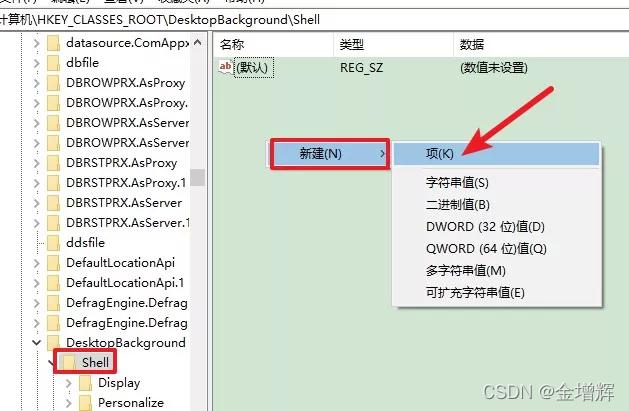 计算机\HKEY_CLASSES_ROOT\DesktopBackground\Shell
datasource.ComAppx
dbfile
DBROWPRX.AsProxy
DBROWPRX.AsProxy.
DBROWPRX.AsServer
DBROWPRX.AsServer.
DBRSTPRX.AsProxy
DBRSTPRX.AsProxy.1
DBRSTPRX.AsServer
DBRSTPRX.AsServer.1
ddsfile
DefaultLocationApi
DefaultLocationApi.1
DefragEngine.Defrag
DefragEngine.Defrag
DesktopBackground
Shell
Display
Personalize
名称 类型 数据
ab (默认) REG_SZ (数值未设置)
新建(N)
项(K)
字符串值(S)
二进制值(B)
DWORD (32 位)值(D)
QWORD (64 位)值(Q)
多字符串值(M)
可扩充字符串值(E)
CSDN @金增辉